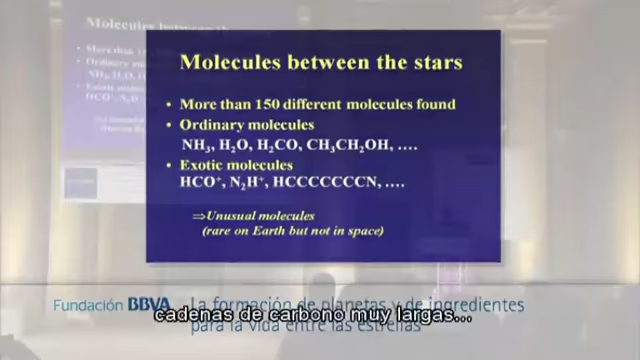 Molecules between the stars
• More than 150 different molecules found
• Ordinary molecules
NH₃, H₂O, H₂CO, CH₃CH₂OH, ....
• Exotic molecules
HCO⁺, N₂H⁺, HCCCCCCCN, ....
⇒Unusual molecules
(rare on Earth but not in space)
Fundación BBVA
La formación de planetas y de ingredientes
para la vida entre las estrellas
cadenas de carbono muy largas...